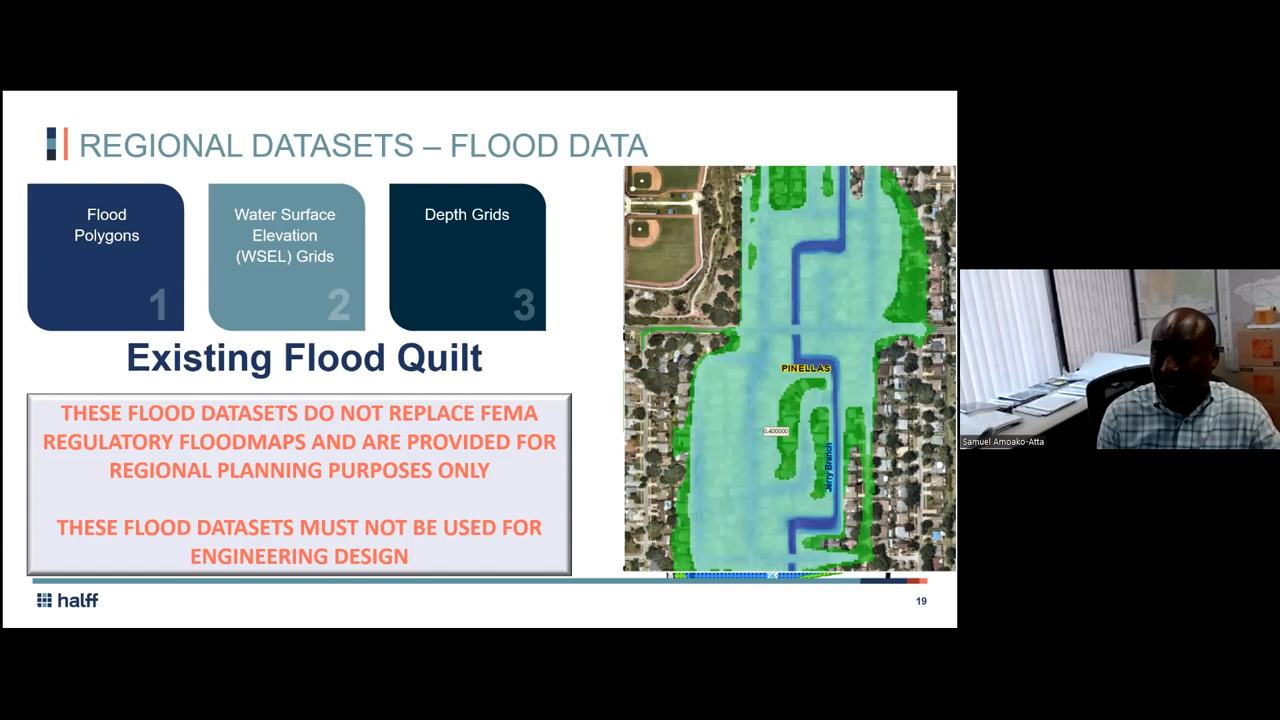 REGIONAL DATASETS – FLOOD DATA
Flood
Polygons
1
Water Surface
Elevation
(WSEL) Grids
2
Depth Grids
3
Existing Flood Quilt
THESE FLOOD DATASETS DO NOT REPLACE FEMA
REGULATORY FLOODMAPS AND ARE PROVIDED FOR
REGIONAL PLANNING PURPOSES ONLY
THESE FLOOD DATASETS MUST NOT BE USED FOR
ENGINEERING DESIGN
PINELLAS
0.400000
Jerry Branch
halff
19
Samuel Amoako-Atta